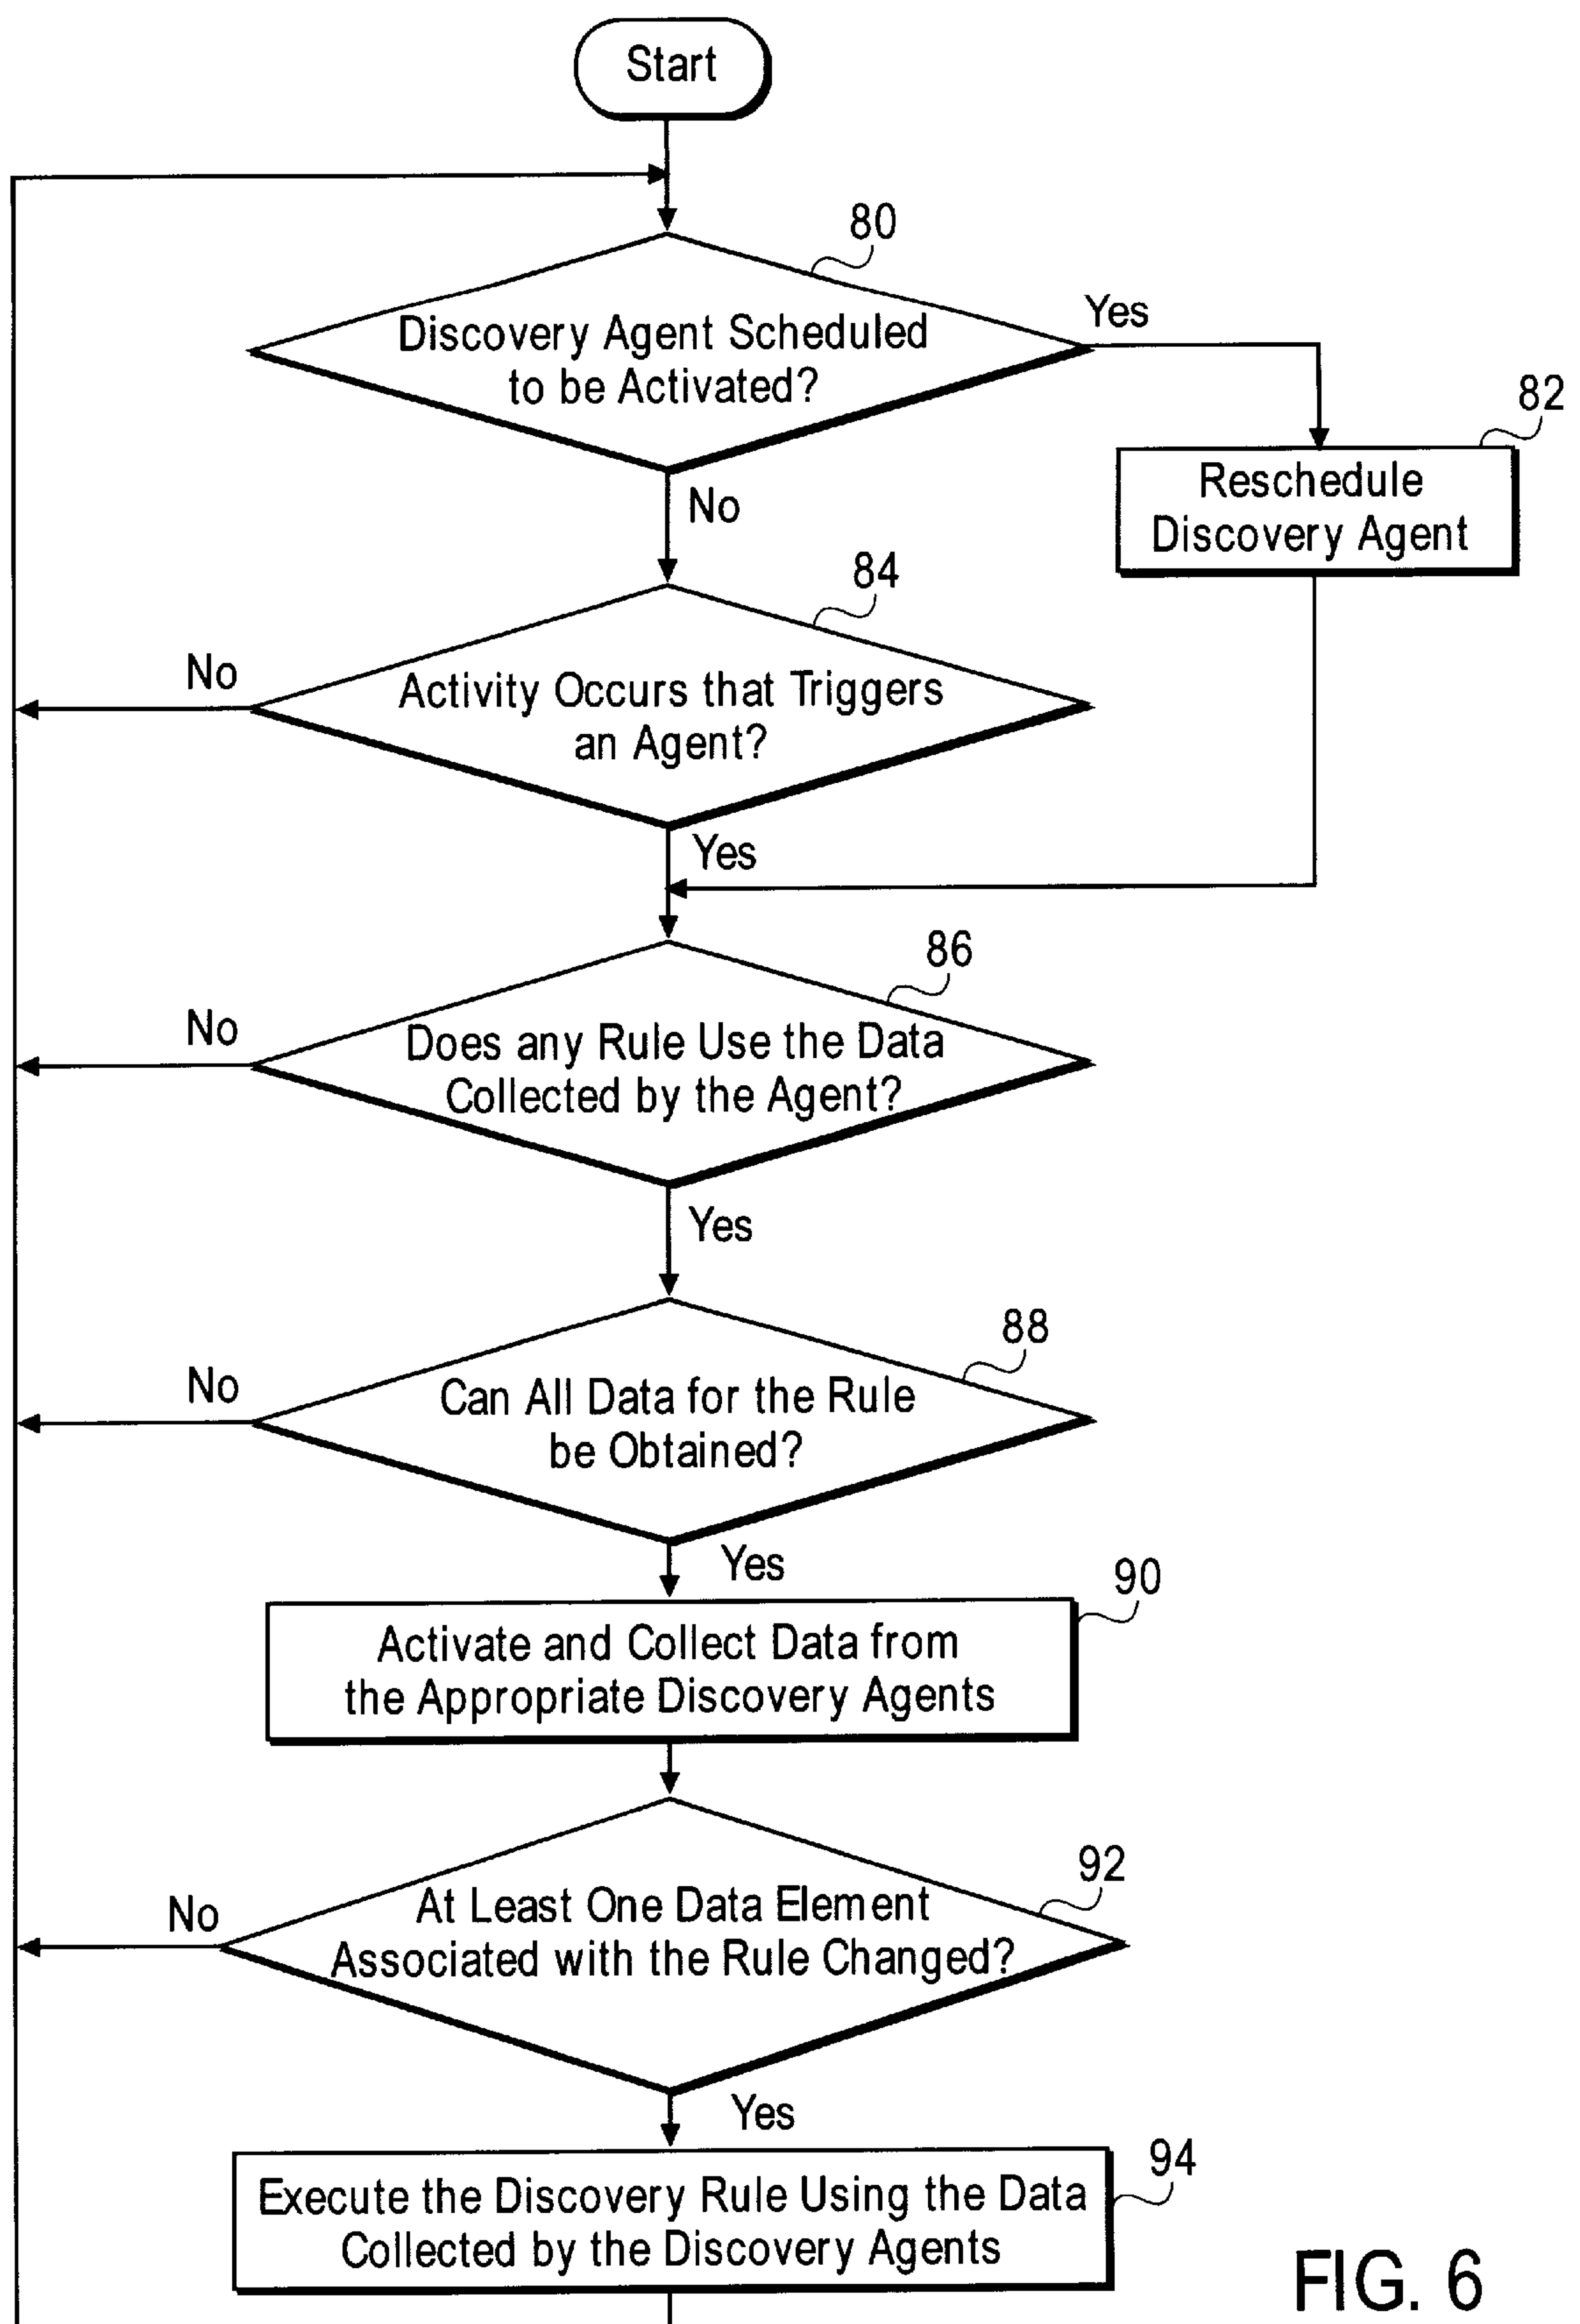 Start
80
Discovery Agent Scheduled
to be Activated?
Yes
82
Reschedule
Discovery Agent
No
84
Activity Occurs that Triggers
an Agent?
No
Yes
86
Does any Rule Use the Data
Collected by the Agent?
No
Yes
88
Can All Data for the Rule
be Obtained?
No
Yes
90
Activate and Collect Data from
the Appropriate Discovery Agents
92
At Least One Data Element
Associated with the Rule Changed?
No
Yes
94
Execute the Discovery Rule Using the Data
Collected by the Discovery Agents
FIG. 6